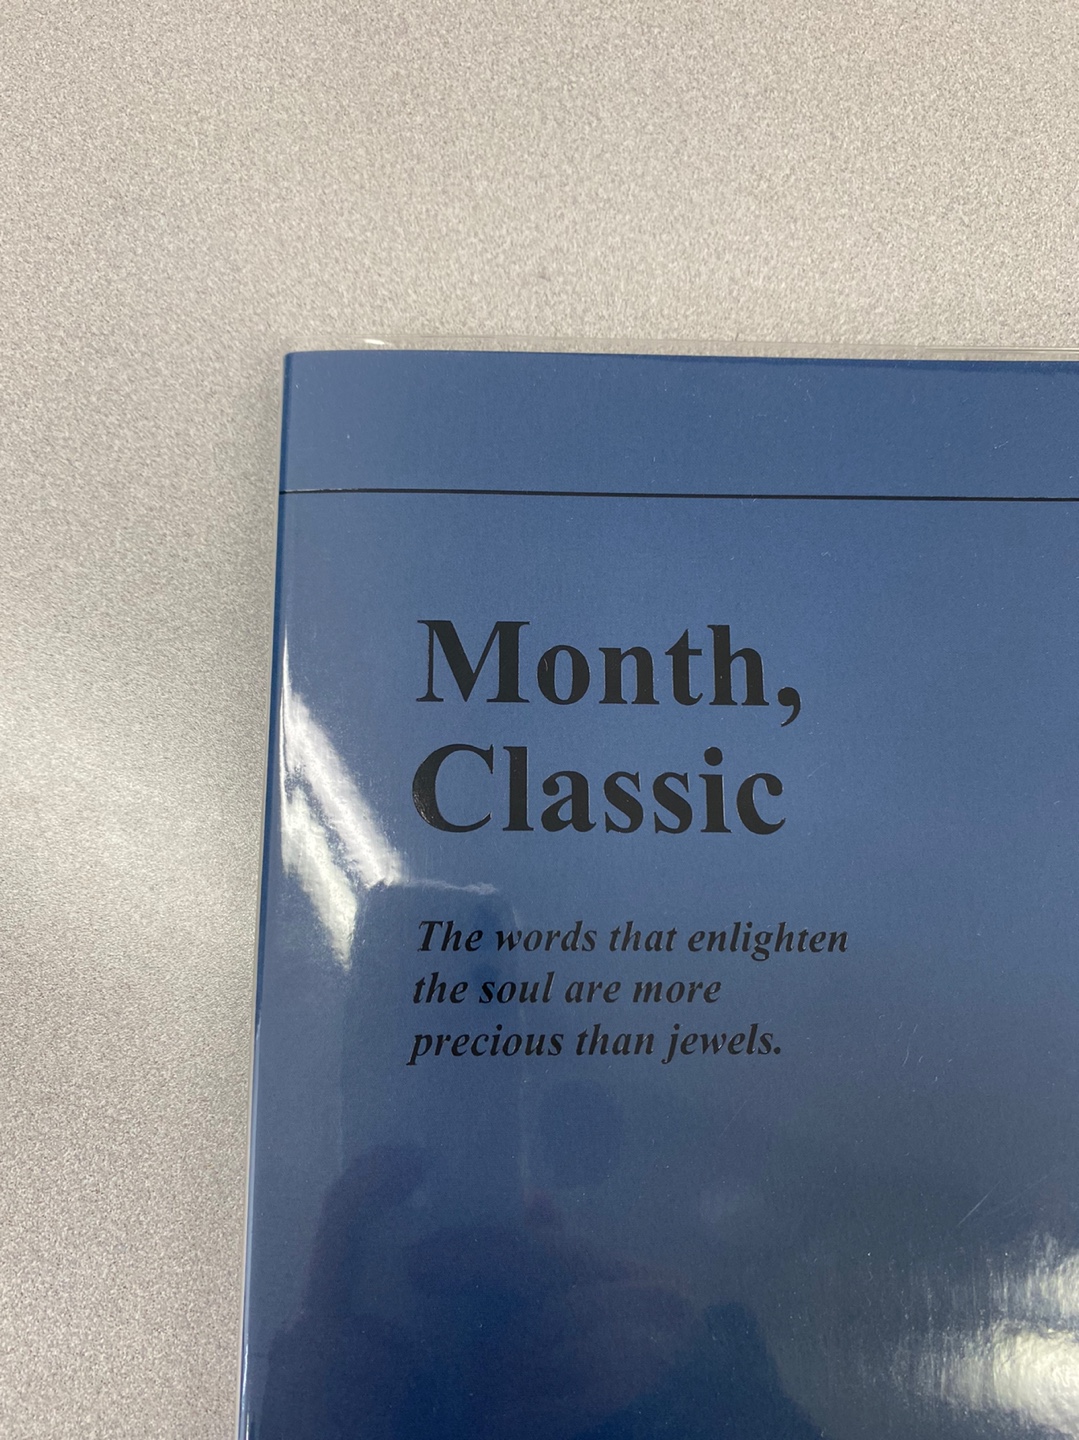 Month,
Classic
The words that enlighten
the soul are more
precious than jewels.